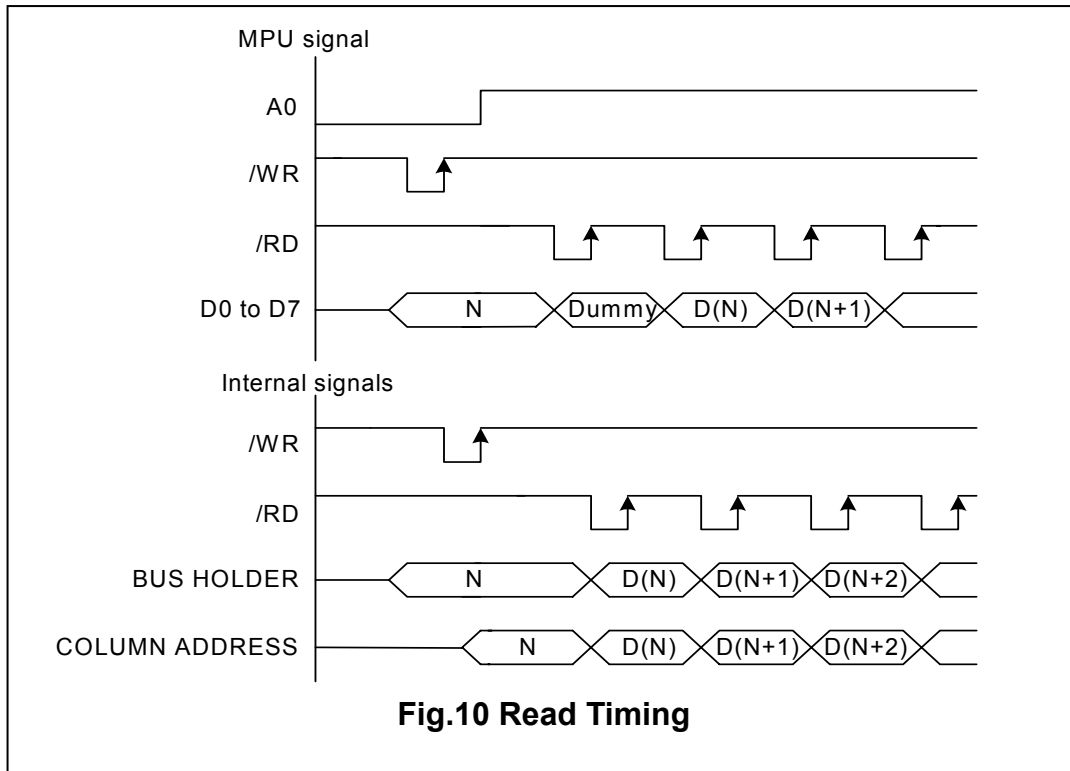 MPU signal
A0
/WR
/RD
D0 to D7 N Dummy D(N) D(N+1)
Internal signals
/WR
/RD
BUS HOLDER N D(N) D(N+1) D(N+2)
COLUMN ADDRESS N D(N) D(N+1) D(N+2)
Fig.10 Read Timing